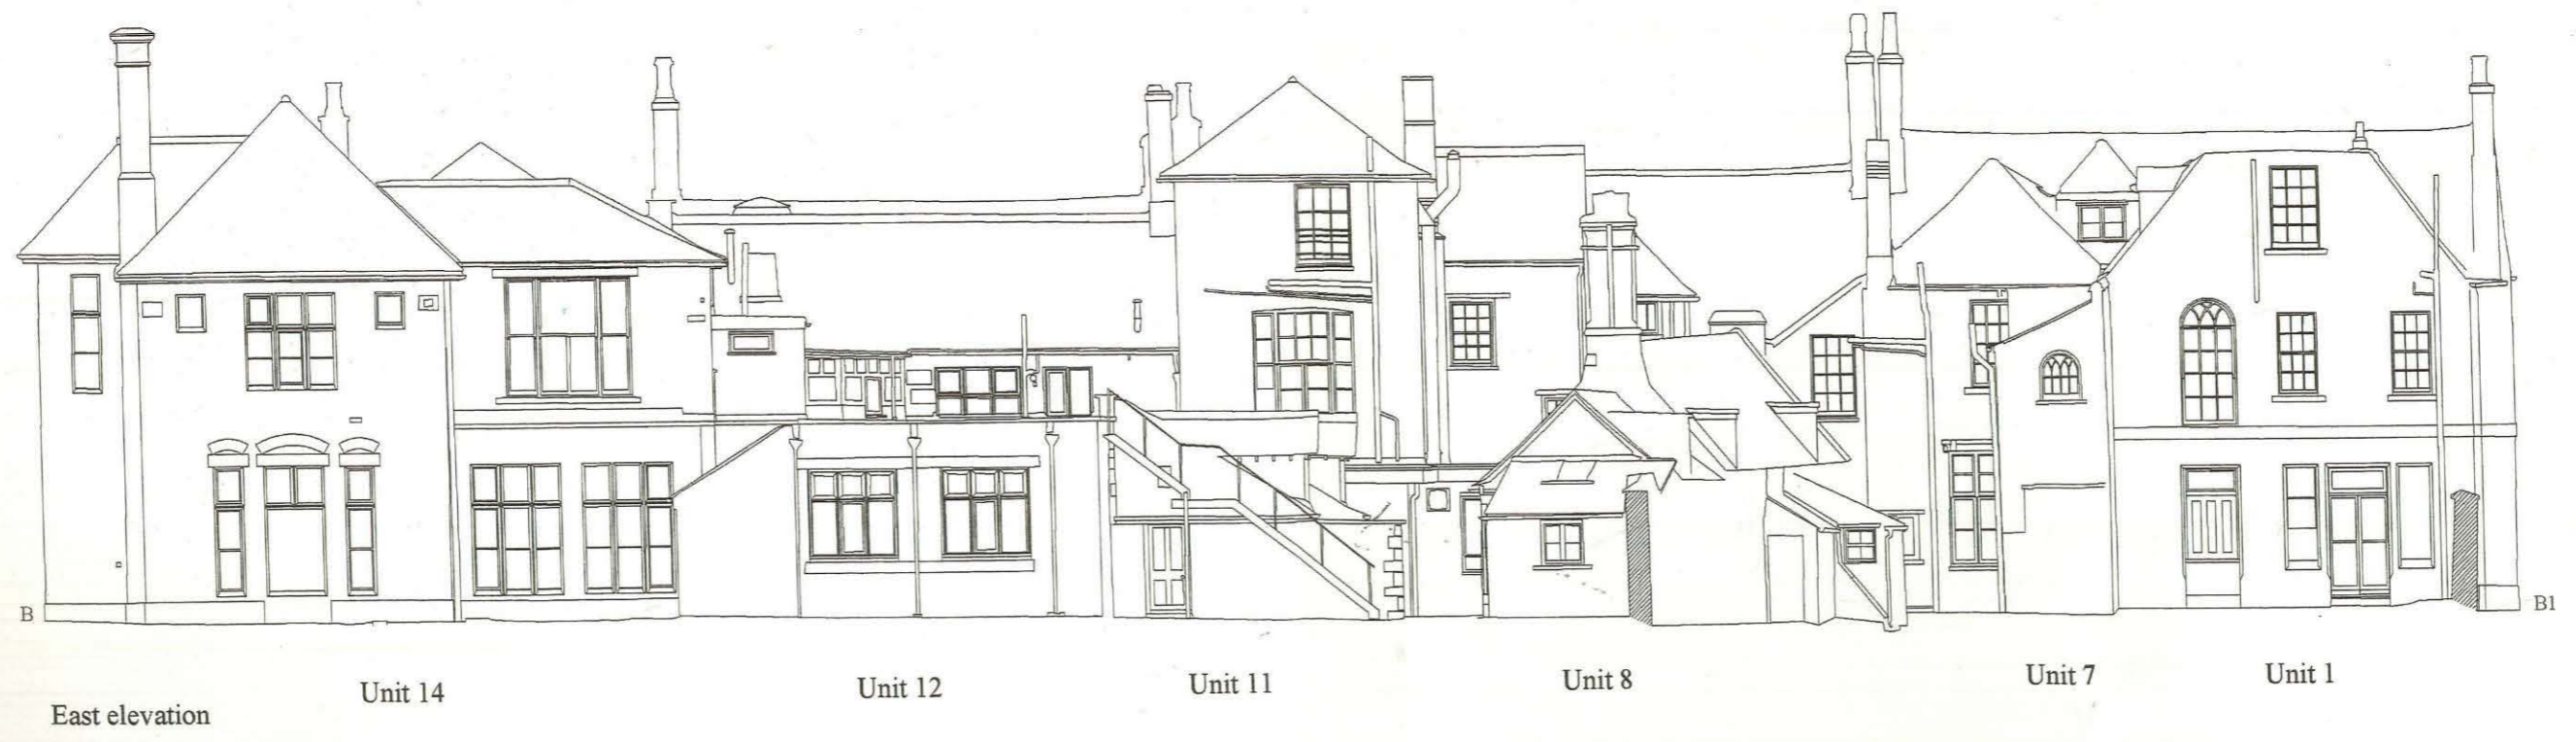 B
B1
Unit 14
Unit 12
Unit 11
Unit 8
Unit 7
Unit 1
East elevation